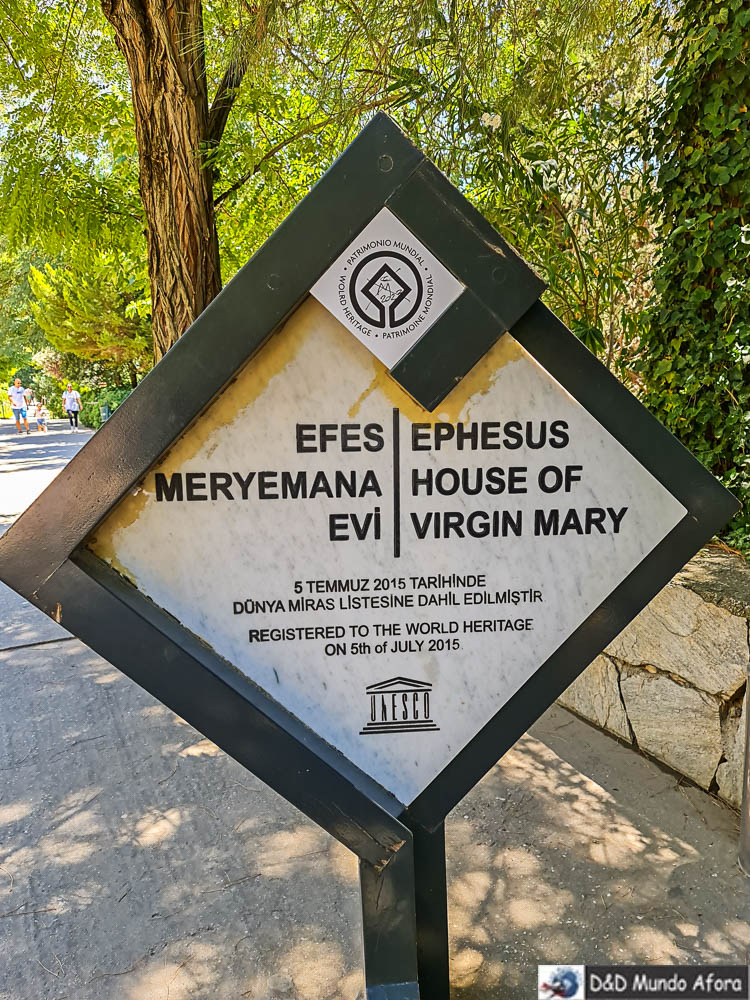 PATRIMONIO MUNDIAL
WOLRD HERITAGE
PATRIMOINE MONDIAL
EFES
MERYEMANA
EVİ
EPHESUS
HOUSE OF
VIRGIN MARY
5 TEMMUZ 2015 TARİHİNDE
DÜNYA MİRAS LİSTESİNE DAHİL EDİLMİŞTİR
REGISTERED TO THE WORLD HERITAGE
ON 5th of JULY 2015
UNESCO
D&D Mundo Afora